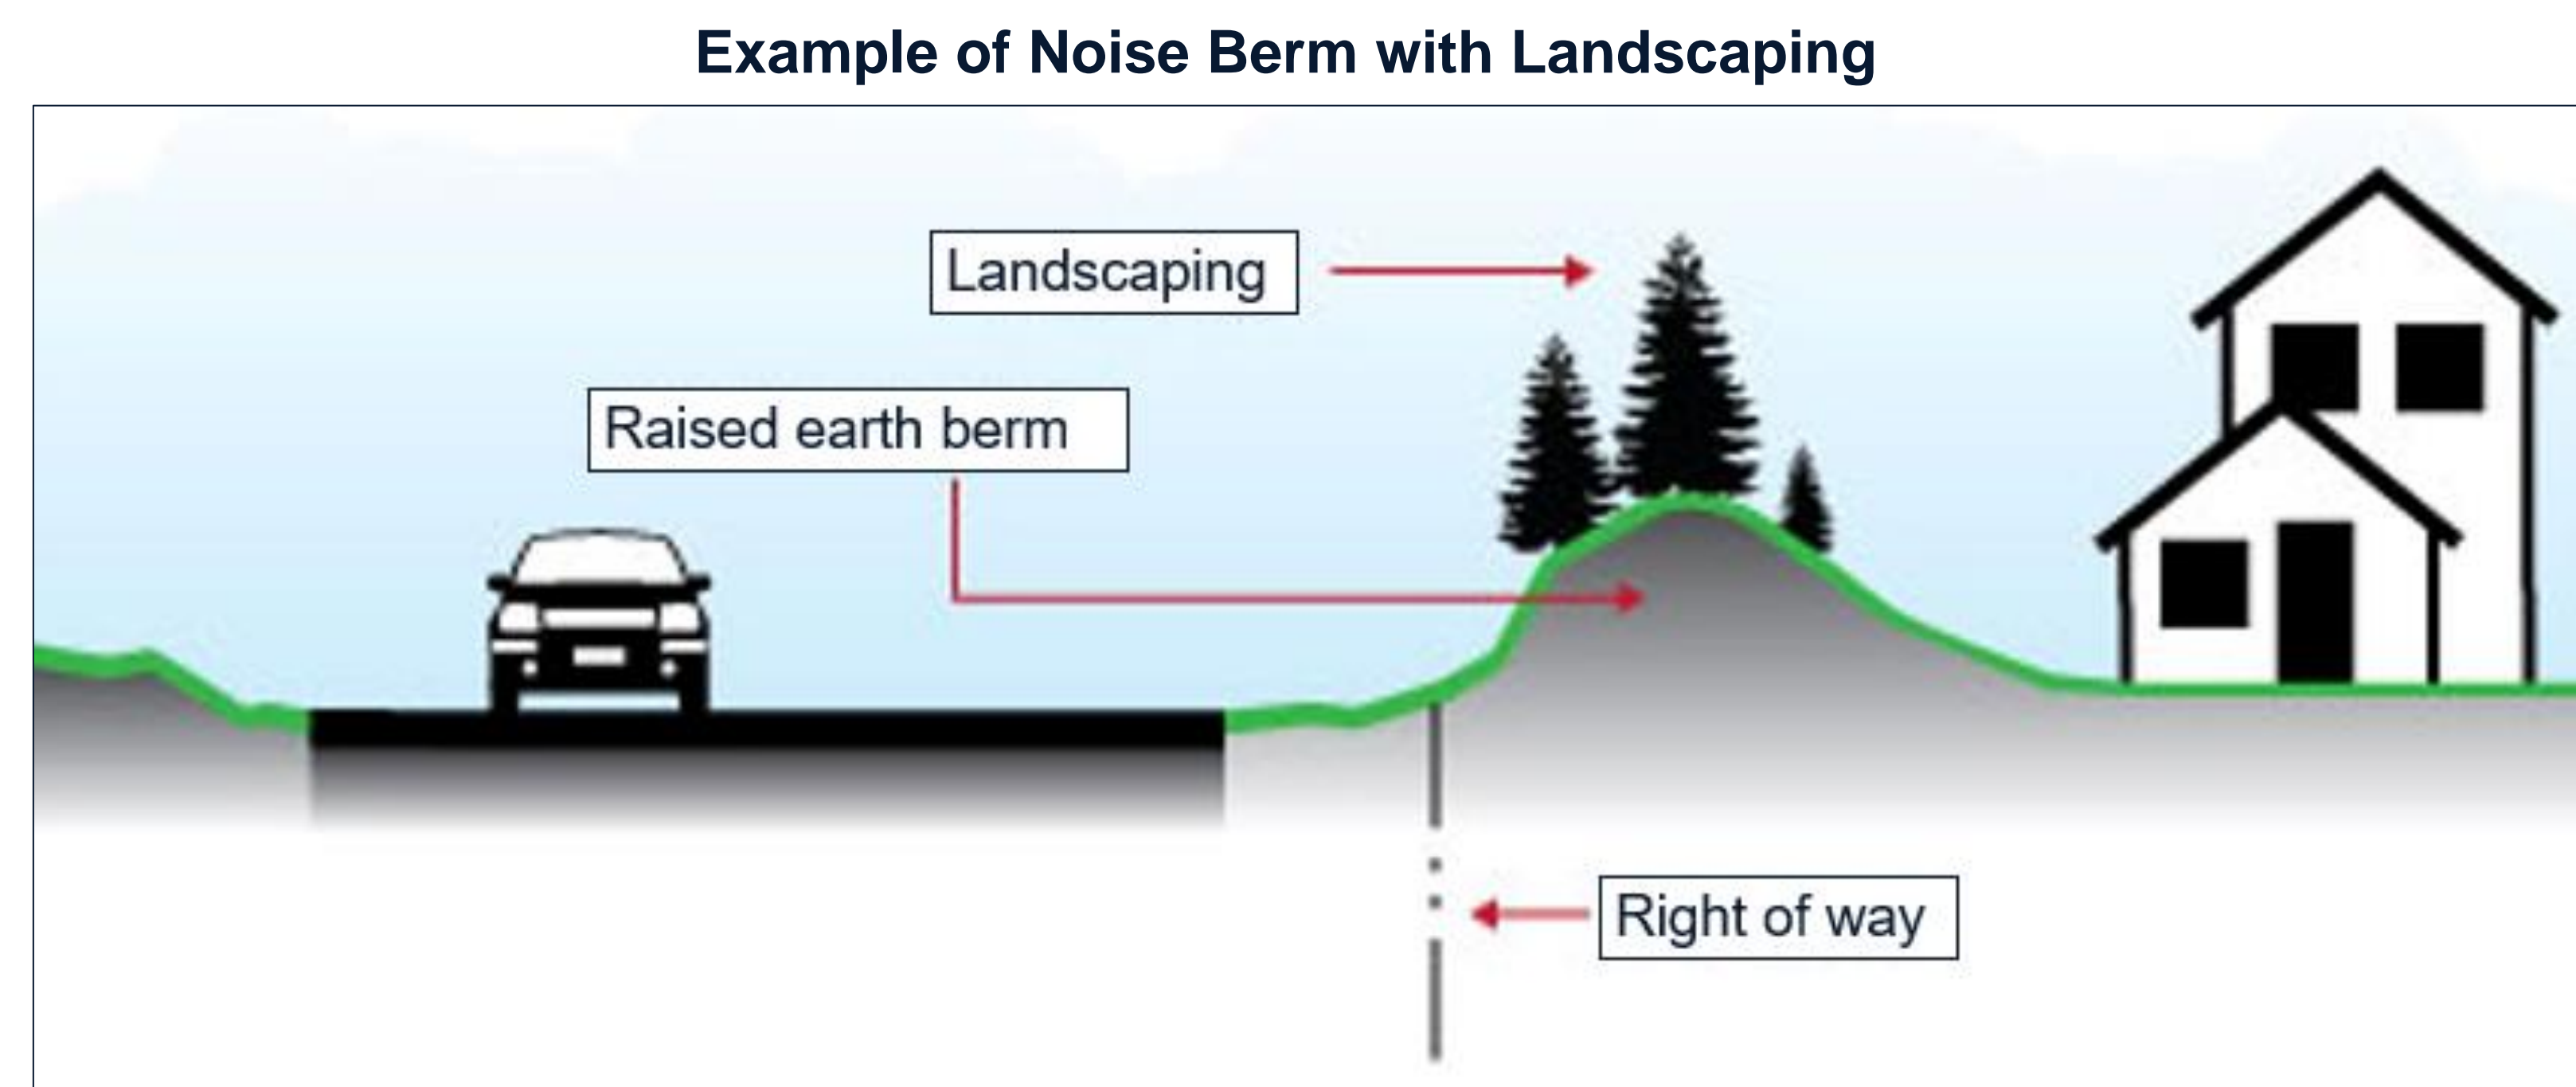 Example of Noise Berm with Landscaping
Landscaping
Raised earth berm
Right of way